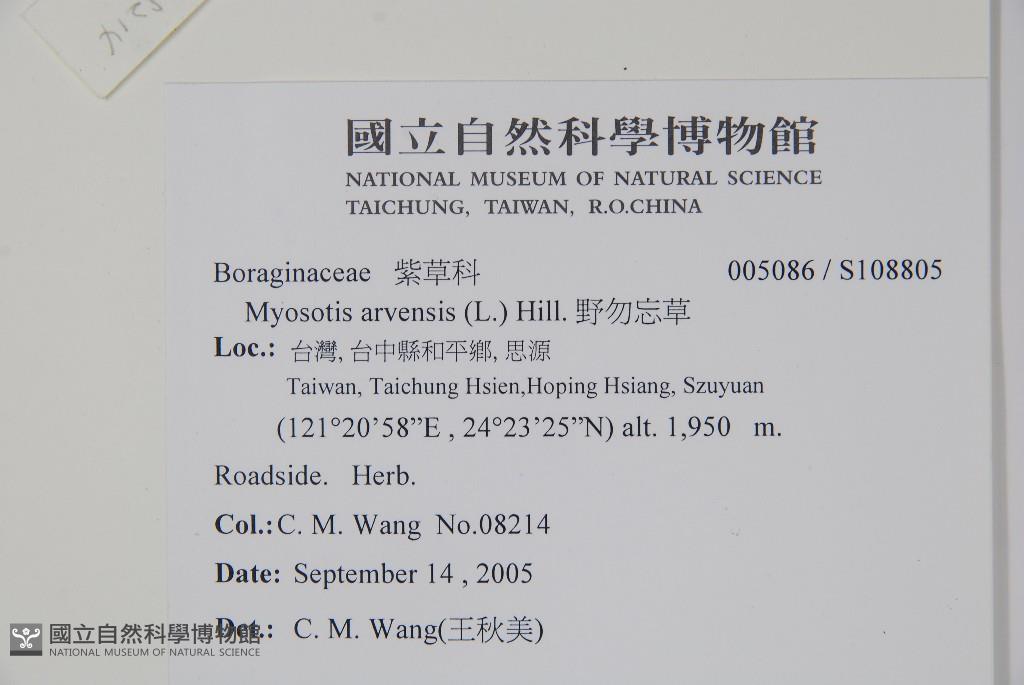 國立自然科學博物館
NATIONAL MUSEUM OF NATURAL SCIENCE
TAICHUNG, TAIWAN, R.O.CHINA
Boraginaceae 紫草科 005086 / S108805
Myosotis arvensis (L.) Hill. 野勿忘草
Loc.: 台灣, 台中縣和平鄉, 思源
Taiwan, Taichung Hsien,Hoping Hsiang, Szuyuan
(121°20’58”E , 24°23’25”N) alt. 1,950 m.
Roadside. Herb.
Col.: C. M. Wang No.08214
Date: September 14 , 2005
Det.: C. M. Wang(王秋美)
國立自然科學博物館
NATIONAL MUSEUM OF NATURAL SCIENCE